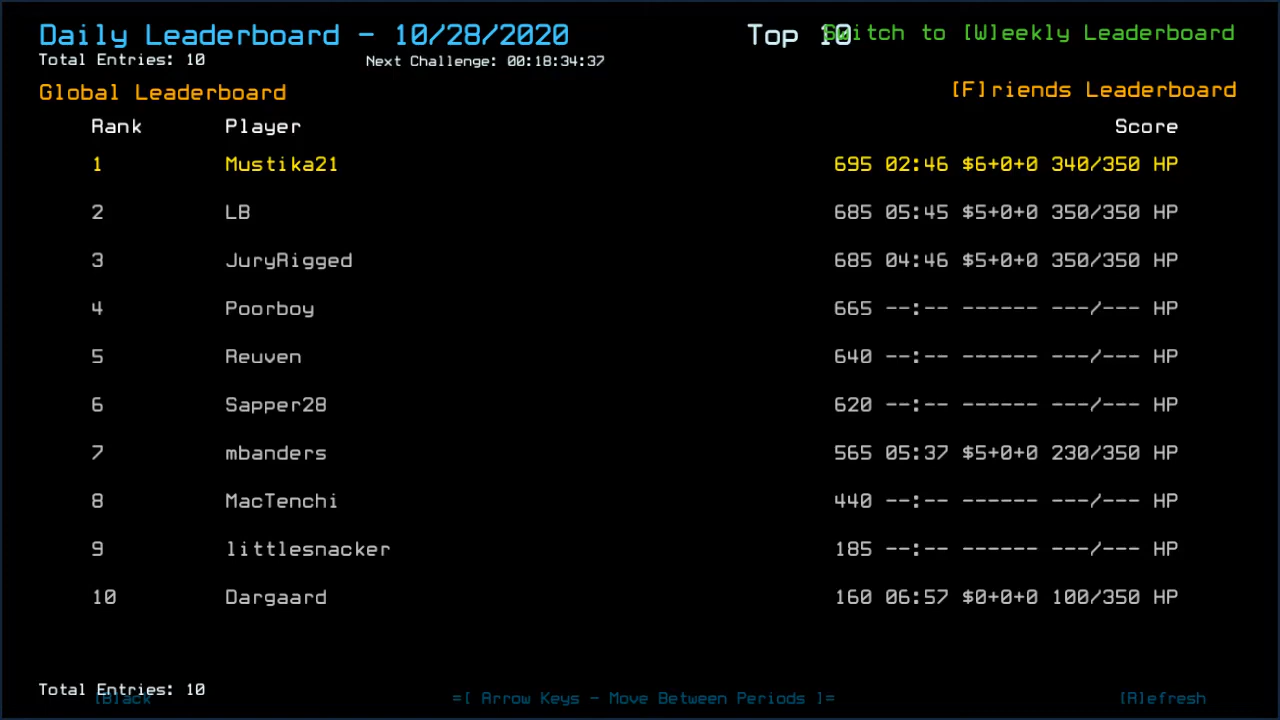 Daily Leaderboard - 10/28/2020 Top 10 Switch to [W]eekly Leaderboard
Total Entries: 10 Next Challenge: 00:18:34:37
Global Leaderboard [F]riends Leaderboard
Rank Player Score
1 Mustika21 695 02:46 $6+0+0 340/350 HP
2 LB 685 05:45 $5+0+0 350/350 HP
3 JuryRigged 685 04:46 $5+0+0 350/350 HP
4 Poorboy 665 --:-- ------ ---/--- HP
5 Reuven 640 --:-- ------ ---/--- HP
6 Sapper28 620 --:-- ------ ---/--- HP
7 mbanders 565 05:37 $5+0+0 230/350 HP
8 MacTenchi 440 --:-- ------ ---/--- HP
9 littlesnacker 185 --:-- ------ ---/--- HP
10 Dargaard 160 06:57 $0+0+0 100/350 HP
Total Entries: 10
[B]ack =[ Arrow Keys - Move Between Periods ]= [R]efresh